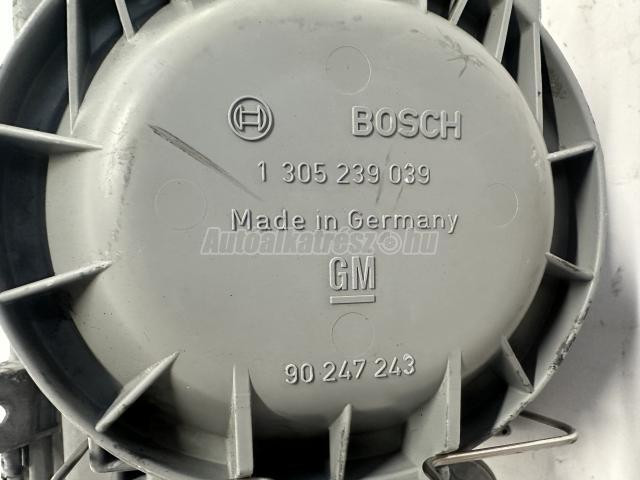 BOSCH
1 305 239 039
Made in Germany
Autoalkatrész.hu
GM
90 247 243